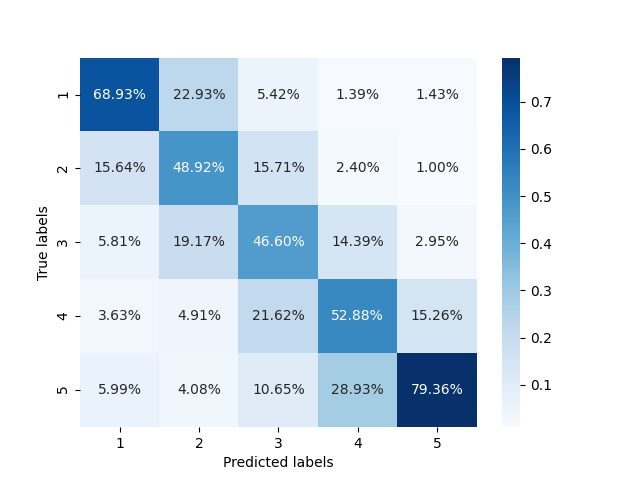 1 68.93% 22.93% 5.42% 1.39% 1.43%
2 15.64% 48.92% 15.71% 2.40% 1.00%
3 5.81% 19.17% 46.60% 14.39% 2.95%
4 3.63% 4.91% 21.62% 52.88% 15.26%
5 5.99% 4.08% 10.65% 28.93% 79.36%
True labels
1 2 3 4 5
Predicted labels
0.7
0.6
0.5
0.4
0.3
0.2
0.1